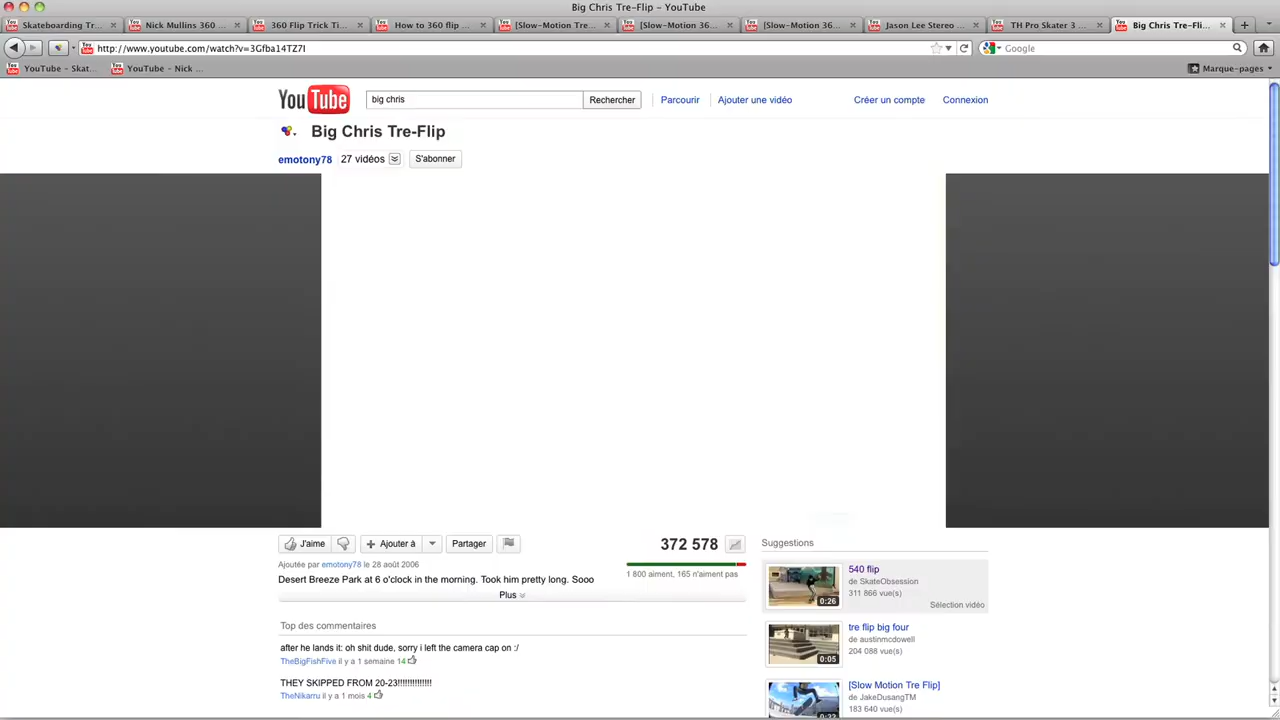 Big Chris Tre-Flip – YouTube
Skateboarding Tr... Nick Mullins 360 ... 360 Flip Trick Ti... How to 360 flip ... [Slow-Motion Tre... [Slow-Motion 36... [Slow-Motion 36... Jason Lee Stereo ... TH Pro Skater 3 ... Big Chris Tre-Fli...
http://www.youtube.com/watch?v=3Gfba14TZ7I Google
YouTube - Skat... YouTube - Nick ... Marque-pages
YouTube big chris Rechercher Parcourir Ajouter une vidéo Créer un compte Connexion
Big Chris Tre-Flip
emotony78 27 vidéos S'abonner
J'aime Ajouter à Partager 372 578
Ajoutée par emotony78 le 28 août 2006
1 800 aiment, 165 n'aiment pas
Desert Breeze Park at 6 o'clock in the morning. Took him pretty long. Sooo
Plus
Top des commentaires
after he lands it: oh shit dude, sorry i left the camera cap on :/
TheBigFishFive il y a 1 semaine 14
THEY SKIPPED FROM 20-23!!!!!!!!!!!!!!
TheNikarru il y a 1 mois 4
Suggestions
540 flip
de SkateObsession
311 866 vue(s)
0:26
Sélection vidéo
tre flip big four
de austinmcdowell
204 088 vue(s)
0:05
[Slow Motion Tre Flip]
de JakeDusangTM
183 640 vue(s)
0:23